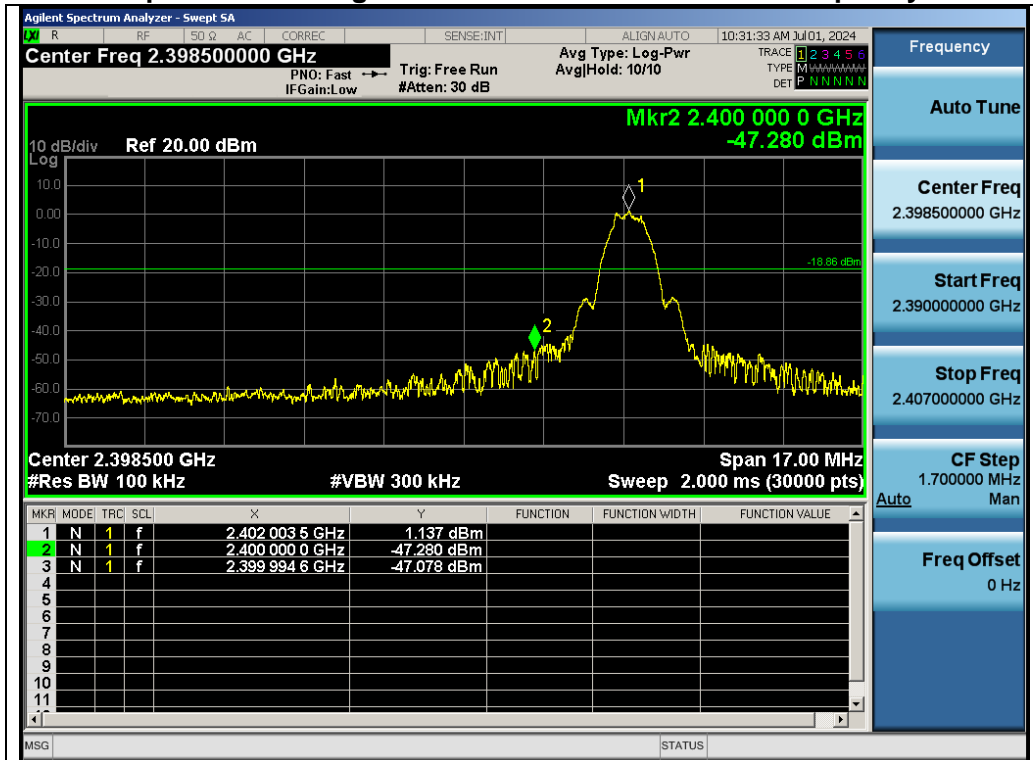 Agilent Spectrum Analyzer - Swept SA
LXI R RF 50 Ω AC CORREC SENSE:INT ALIGN AUTO 10:31:33 AM Jul 01, 2024
Center Freq 2.398500000 GHz
PNO: Fast
IFGain:Low
Trig: Free Run
#Atten: 30 dB
Avg Type: Log-Pwr
Avg|Hold: 10/10
TRACE 1 2 3 4 5 6
TYPE M WWWWW
DET P N N N N N
Mkr2 2.400 000 0 GHz
-47.280 dBm
10 dB/div Ref 20.00 dBm
Log
10.0
0.00
-10.0
-20.0
-30.0
-40.0
-50.0
-60.0
-70.0
1
2
-18.86 dBm
Center 2.398500 GHz Span 17.00 MHz
#Res BW 100 kHz #VBW 300 kHz Sweep 2.000 ms (30000 pts)
MKR MODE TRC SCL X Y FUNCTION FUNCTION WIDTH FUNCTION VALUE
1 N 1 f 2.402 003 5 GHz 1.137 dBm
2 N 1 f 2.400 000 0 GHz -47.280 dBm
3 N 1 f 2.399 994 6 GHz -47.078 dBm
4
5
6
7
8
9
10
11
MSG STATUS
Frequency
Auto Tune
Center Freq
2.398500000 GHz
Start Freq
2.390000000 GHz
Stop Freq
2.407000000 GHz
CF Step
1.700000 MHz
Auto Man
Freq Offset
0 Hz